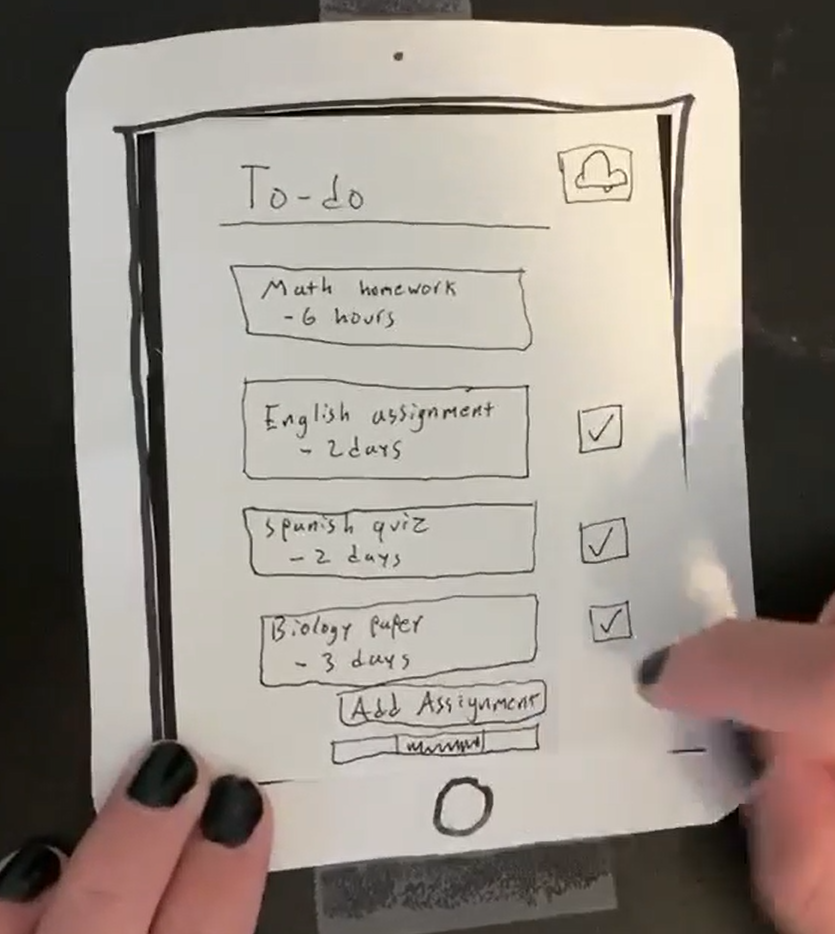 To-do
Math homework
- 6 hours
English assignment
- 2 days
Spanish quiz
- 2 days
Biology paper
- 3 days
Add Assignment